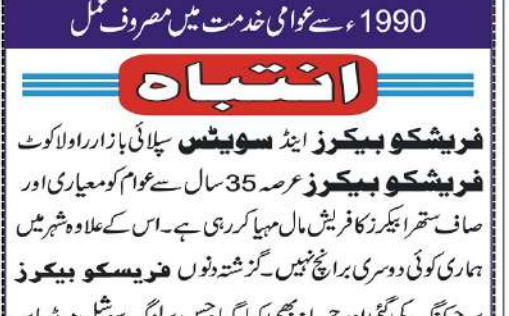 1990ء سے عوامی خدمت میں مصروف عمل
انتباہ
فریشکو بیکرز اینڈ سویٹس سپلائی بازار راولاکوٹ
فریشکو بیکرز عرصہ 35 سال سے عوام کو معیاری اور
صاف ستھرا بیکرز کا فریش مال مہیا کر رہی ہے۔ اس کے علاوہ شہر میں
ہماری کوئی دوسری برانچ نہیں۔ گزشتہ دنوں فریسکو بیکرز